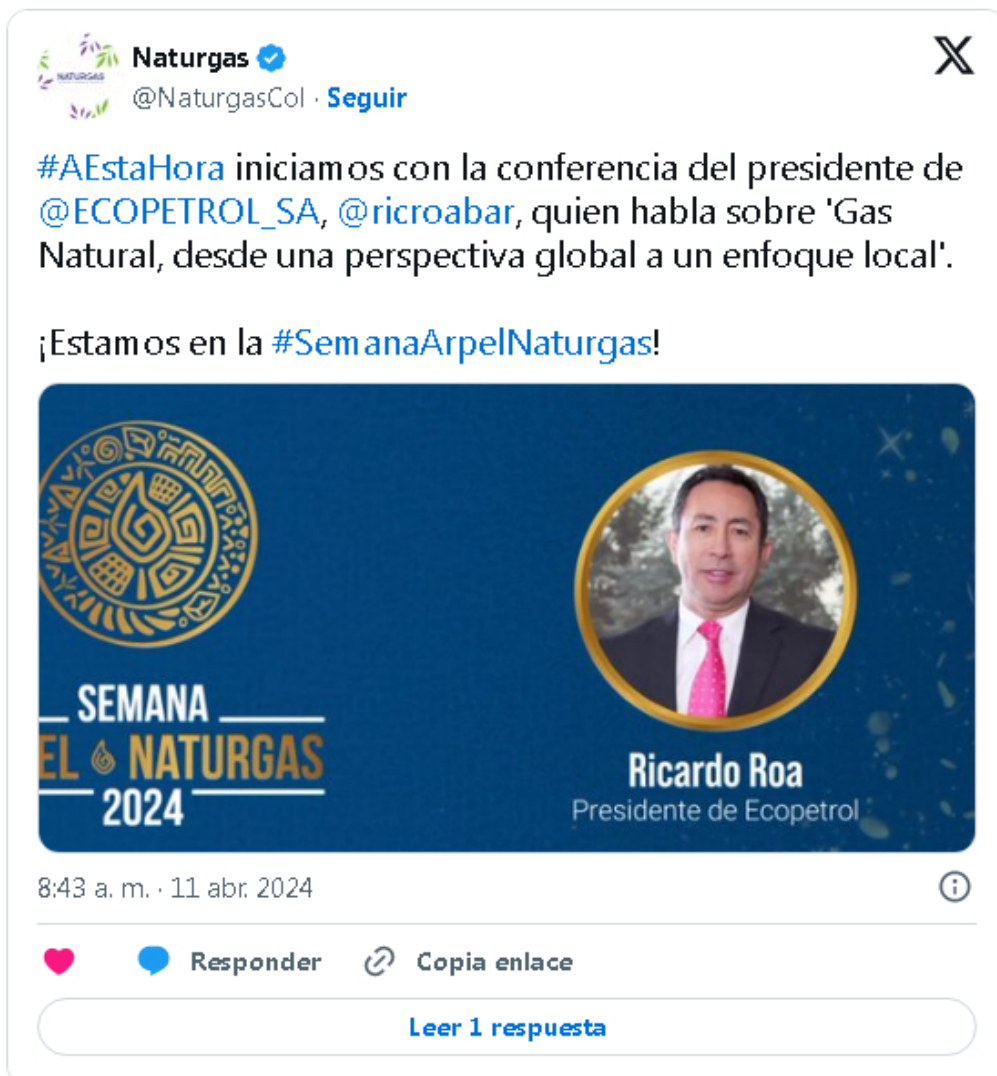 NATURGAS
Naturgas
@NaturgasCol · Seguir
#AEstaHora iniciamos con la conferencia del presidente de
@ECOPETROL_SA, @ricroabar, quien habla sobre 'Gas
Natural, desde una perspectiva global a un enfoque local'.
¡Estamos en la #SemanaArpelNaturgas!
SEMANA
EL NATURGAS
2024
Ricardo Roa
Presidente de Ecopetrol
8:43 a. m. · 11 abr. 2024
Responder
Copia enlace
Leer 1 respuesta